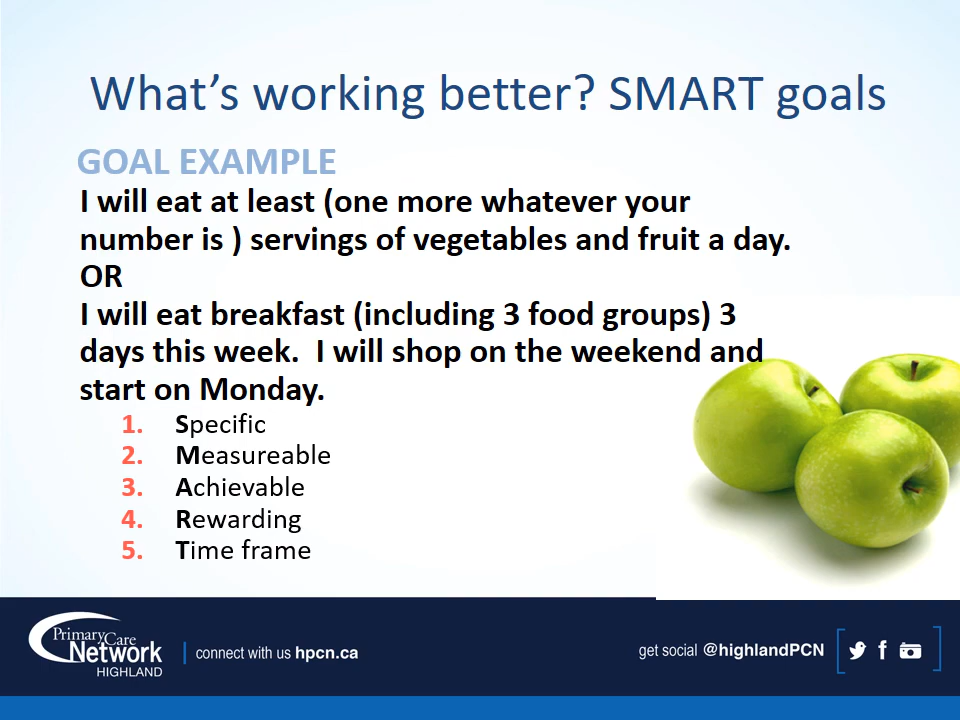 What's working better? SMART goals
GOAL EXAMPLE
I will eat at least (one more whatever your
number is ) servings of vegetables and fruit a day.
OR
I will eat breakfast (including 3 food groups) 3
days this week.  I will shop on the weekend and
start on Monday.
1. Specific
2. Measureable
3. Achievable
4. Rewarding
5. Time frame
PrimaryCare
Network
HIGHLAND
connect with us hpcn.ca
get social @highlandPCN